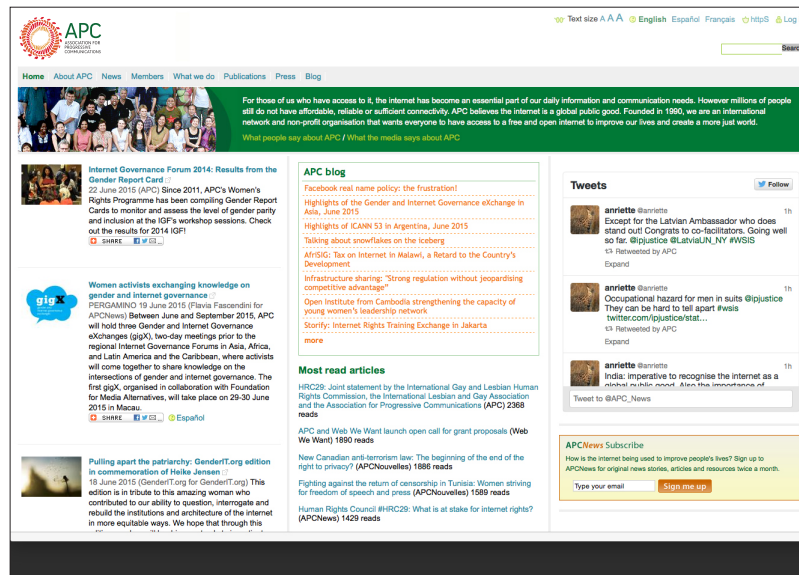 Text size A A A English Español Français httpS Log
APC
ASSOCIATION FOR
PROGRESSIVE
COMMUNICATIONS
Searc
Home About APC News Members What we do Publications Press Blog
For those of us who have access to it, the internet has become an essential part of our daily information and communication needs. However millions of people
still do not have affordable, reliable or sufficient connectivity. APC believes the internet is a global public good. Founded in 1990, we are an international
network and non-profit organisation that wants everyone to have access to a free and open internet to improve our lives and create a more just world.
What people say about APC / What the media says about APC
Internet Governance Forum 2014: Results from the
Gender Report Card
22 June 2015 (APC) Since 2011, APC's Women's
Rights Programme has been compiling Gender Report
Cards to monitor and assess the level of gender parity
and inclusion at the IGF's workshop sessions. Check
out the results for 2014 IGF!
SHARE
gigX
Women activists exchanging knowledge on
gender and internet governance
PERGAMINO 19 June 2015 (Flavia Fascendini for
APCNews) Between June and September 2015, APC
will hold three Gender and Internet Governance
eXchanges (gigX), two-day meetings prior to the
regional Internet Governance Forums in Asia, Africa,
and Latin America and the Caribbean, where activists
will come together to share knowledge on the
intersections of gender and internet governance. The
first gigX, organised in collaboration with Foundation
for Media Alternatives, will take place on 29-30 June
2015 in Macau.
SHARE Español
Pulling apart the patriarchy: GenderIT.org edition
in commemoration of Heike Jensen
18 June 2015 (GenderIT.org for GenderIT.org) This
edition is in tribute to this amazing woman who
contributed to our ability to question, interrogate and
rebuild the institutions and architecture of the internet
in more equitable ways. We hope that through this
APC blog
Facebook real name policy: the frustration!
Highlights of the Gender and Internet Governance eXchange in
Asia, June 2015
Highlights of ICANN 53 in Argentina, June 2015
Talking about snowflakes on the iceberg
AfriSIG: Tax on Internet in Malawi, a Retard to the Country's
Development
Infrastructure sharing: "Strong regulation without jeopardising
competitive advantage"
Open Institute from Cambodia strengthening the capacity of
young women's leadership network
Storify: Internet Rights Training Exchange in Jakarta
more
Most read articles
HRC29: Joint statement by the International Gay and Lesbian Human
Rights Commission, the International Lesbian and Gay Association
and the Association for Progressive Communications (APC) 2368
reads
APC and Web We Want launch open call for grant proposals (Web
We Want) 1890 reads
New Canadian anti-terrorism law: The beginning of the end of the
right to privacy? (APCNouvelles) 1886 reads
Fighting against the return of censorship in Tunisia: Women striving
for freedom of speech and press (APCNouvelles) 1589 reads
Human Rights Council #HRC29: What is at stake for internet rights?
(APCNews) 1429 reads
Tweets Follow
anriette @anriette 1h
Except for the Latvian Ambassador who does
stand out! Congrats to co-facilitators. Going well
so far. @ipjustice @LatviaUN_NY #WSIS
Retweeted by APC
Expand
anriette @anriette 1h
Occupational hazard for men in suits @ipjustice
They can be hard to tell apart #wsis
twitter.com/ipjustice/stat...
Retweeted by APC
Expand
anriette @anriette 1h
India: imperative to recognise the internet as a
global public good. Also the importance of
Tweet to @APC_News
APCNews Subscribe
How is the internet being used to improve people's lives? Sign up to
APCNews for original news stories, articles and resources twice a month.
Type your email Sign me up